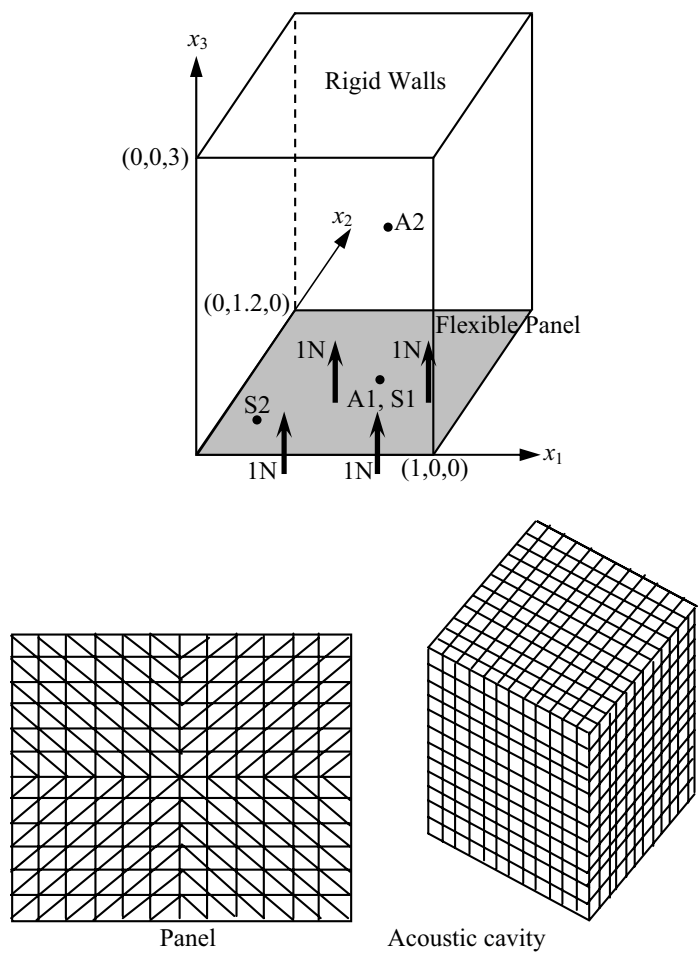 x3
Rigid Walls
(0,0,3)
x2
A2
(0,1.2,0)
Flexible Panel
1N
1N
S2
A1, S1
1N
1N
(1,0,0)
x1
Panel
Acoustic cavity